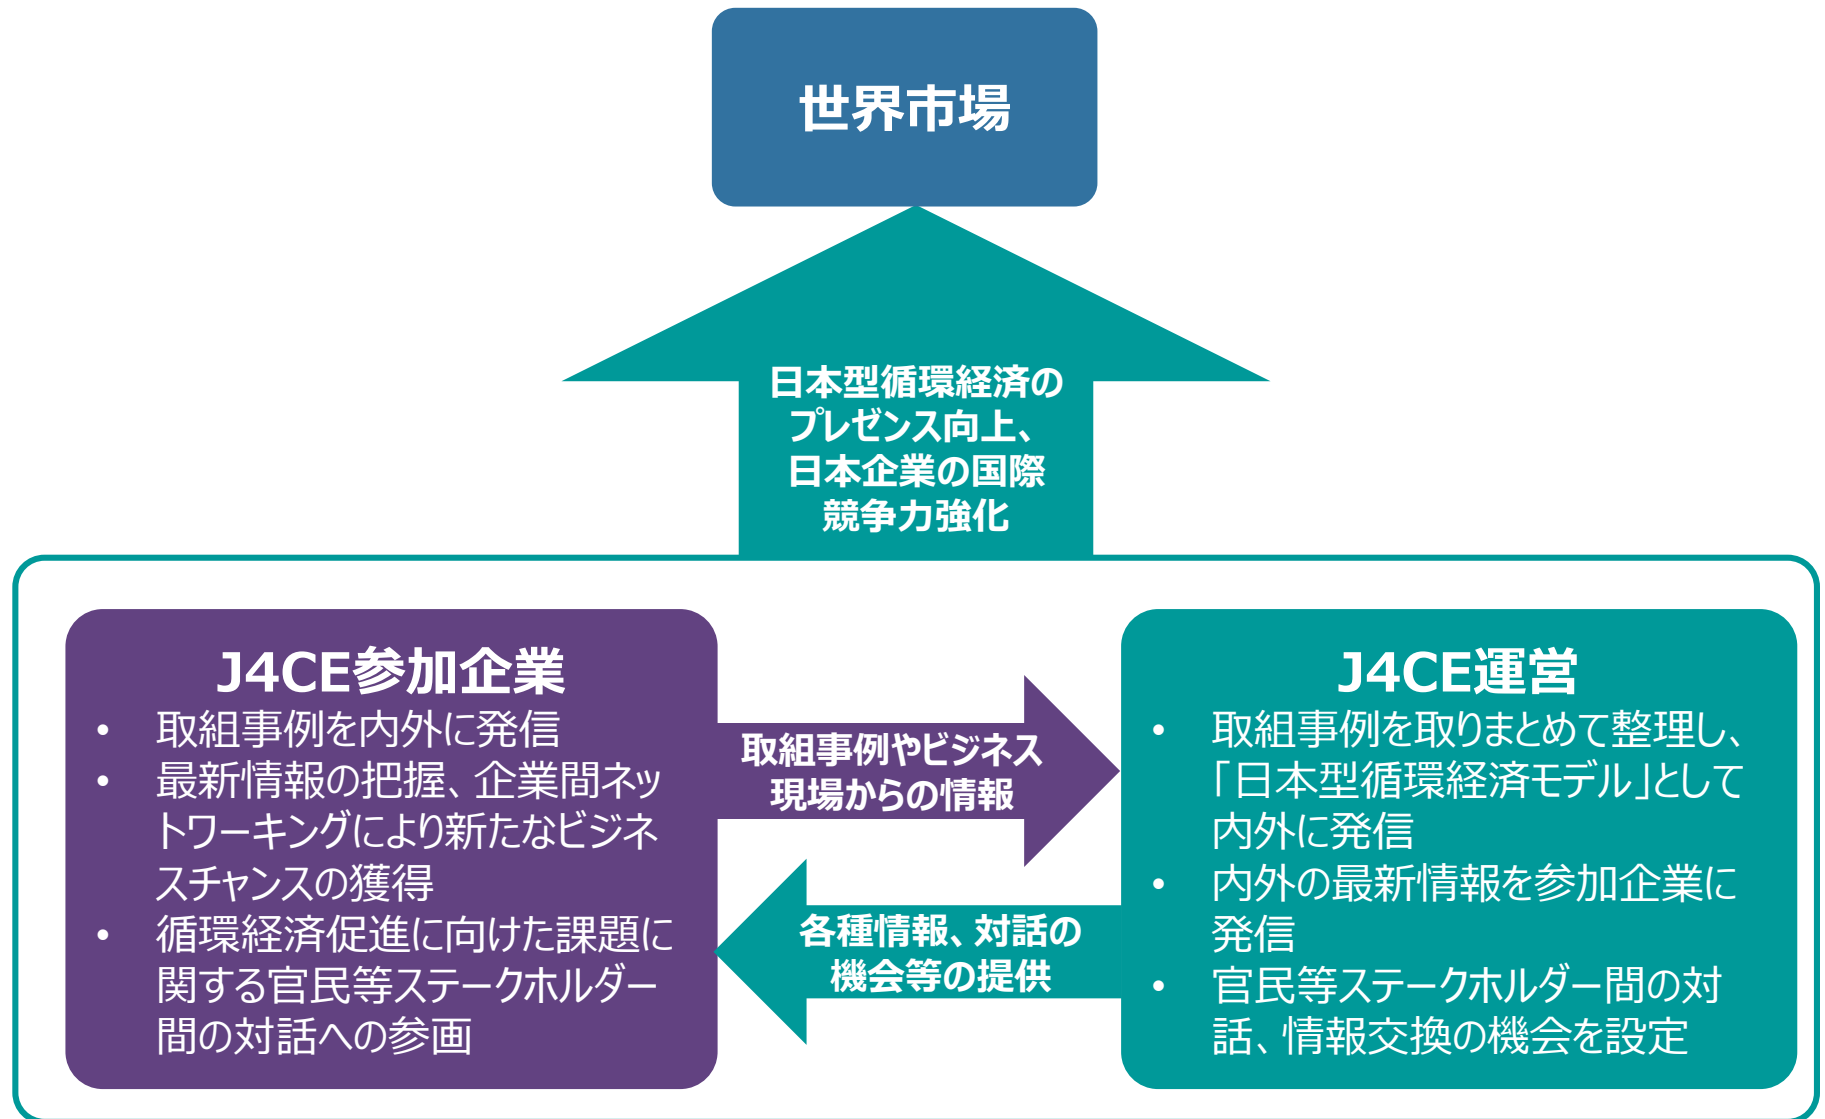 世界市場
日本型循環経済の
プレゼンス向上、
日本企業の国際
競争力強化
J4CE参加企業
• 取組事例を内外に発信
• 最新情報の把握、企業間ネッ
トワーキングにより新たなビジネ
スチャンスの獲得
• 循環経済促進に向けた課題に
関する官民等ステークホルダー
間の対話への参画
取組事例やビジネス
現場からの情報
各種情報、対話の
機会等の提供
J4CE運営
• 取組事例を取りまとめて整理し、
「日本型循環経済モデル」として
内外に発信
• 内外の最新情報を参加企業に
発信
• 官民等ステークホルダー間の対
話、情報交換の機会を設定